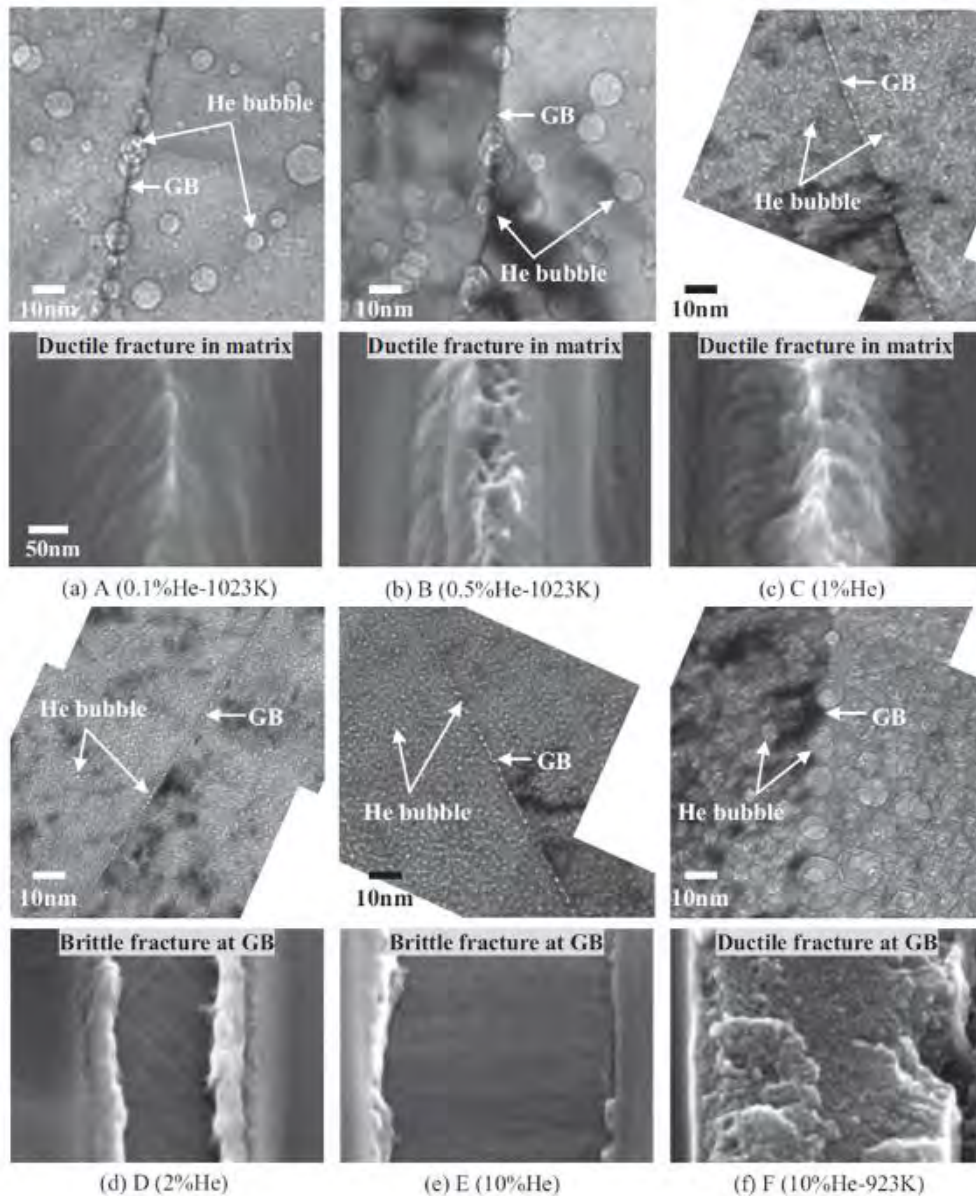 He bubble
GB
10nm
GB
He bubble
10nm
GB
He bubble
10nm
Ductile fracture in matrix
50nm
Ductile fracture in matrix
Ductile fracture in matrix
(a) A (0.1%He-1023K)
(b) B (0.5%He-1023K)
(c) C (1%He)
He bubble
GB
10nm
GB
He bubble
10nm
GB
He bubble
10nm
Brittle fracture at GB
Brittle fracture at GB
Ductile fracture at GB
(d) D (2%He)
(e) E (10%He)
(f) F (10%He-923K)